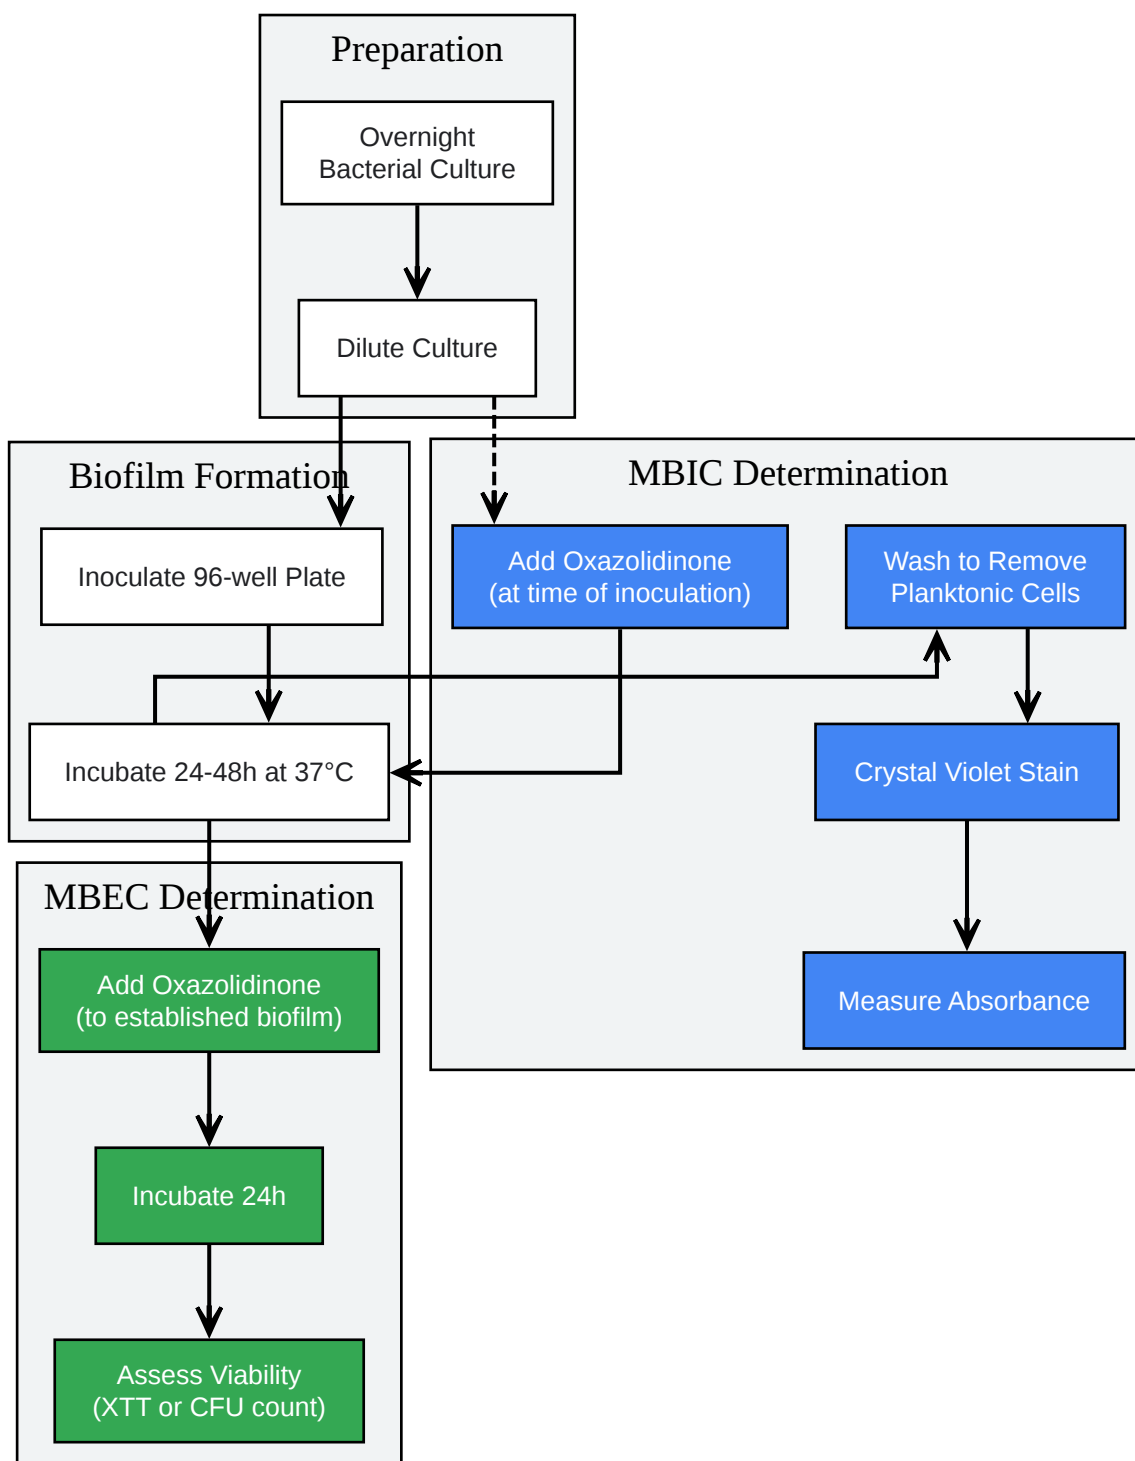 Preparation
Overnight
Bacterial Culture
Dilute Culture
Biofilm Formation
Inoculate 96-well Plate
Incubate 24-48h at 37°C
MBIC Determination
Add Oxazolidinone
(at time of inoculation)
Wash to Remove
Planktonic Cells
Crystal Violet Stain
Measure Absorbance
MBEC Determination
Add Oxazolidinone
(to established biofilm)
Incubate 24h
Assess Viability
(XTT or CFU count)